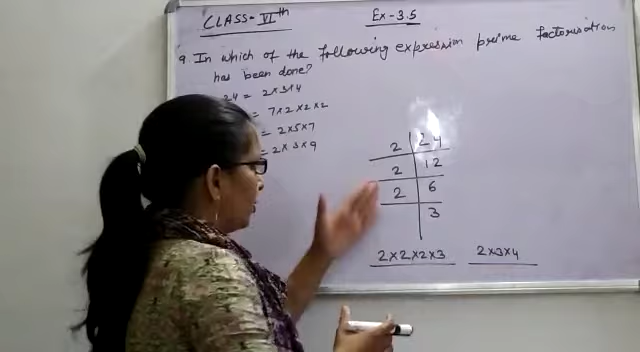 CLASS-VIth
Ex-3.5
9 In which of the following expression prime factorisation
has been done?
24 = 2×3×4
= 7×2×2×2
= 2×5×7
= 2×3×9
2 | 24
2 | 12
2 | 6
3
2×2×2×3
2×3×4